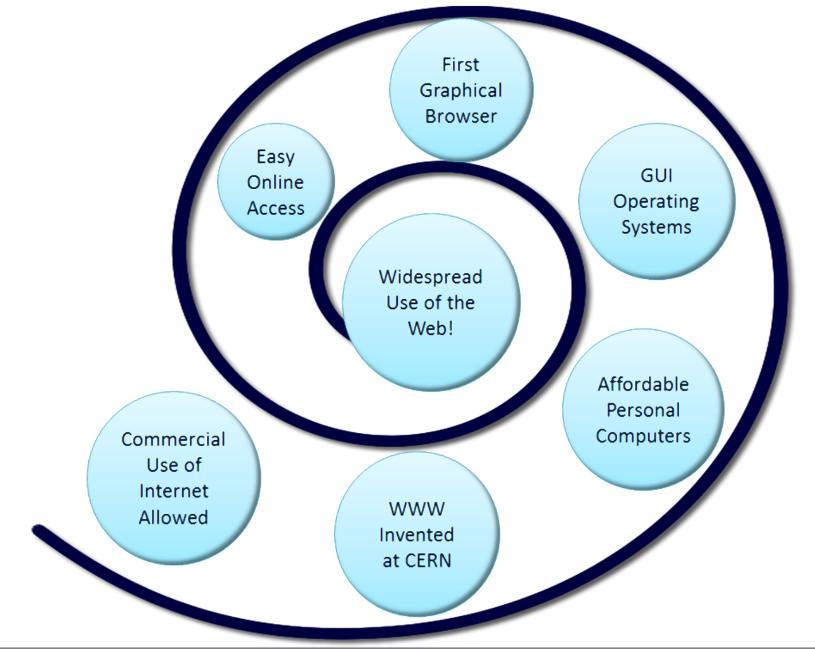 First
Graphical
Browser
Easy
Online
Access
GUI
Operating
Systems
Widespread
Use of the
Web!
Affordable
Personal
Computers
Commercial
Use of
Internet
Allowed
WWW
Invented
at CERN